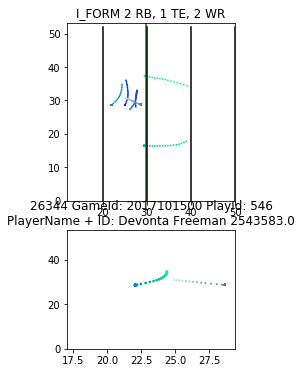 I_FORM 2 RB, 1 TE, 2 WR
50
40
30
20
10
0
20 30 40 50
26344 GameId: 2017101500 PlayId: 546
PlayerName + ID: Devonta Freeman 2543583.0
40
20
0
17.5 20.0 22.5 25.0 27.5